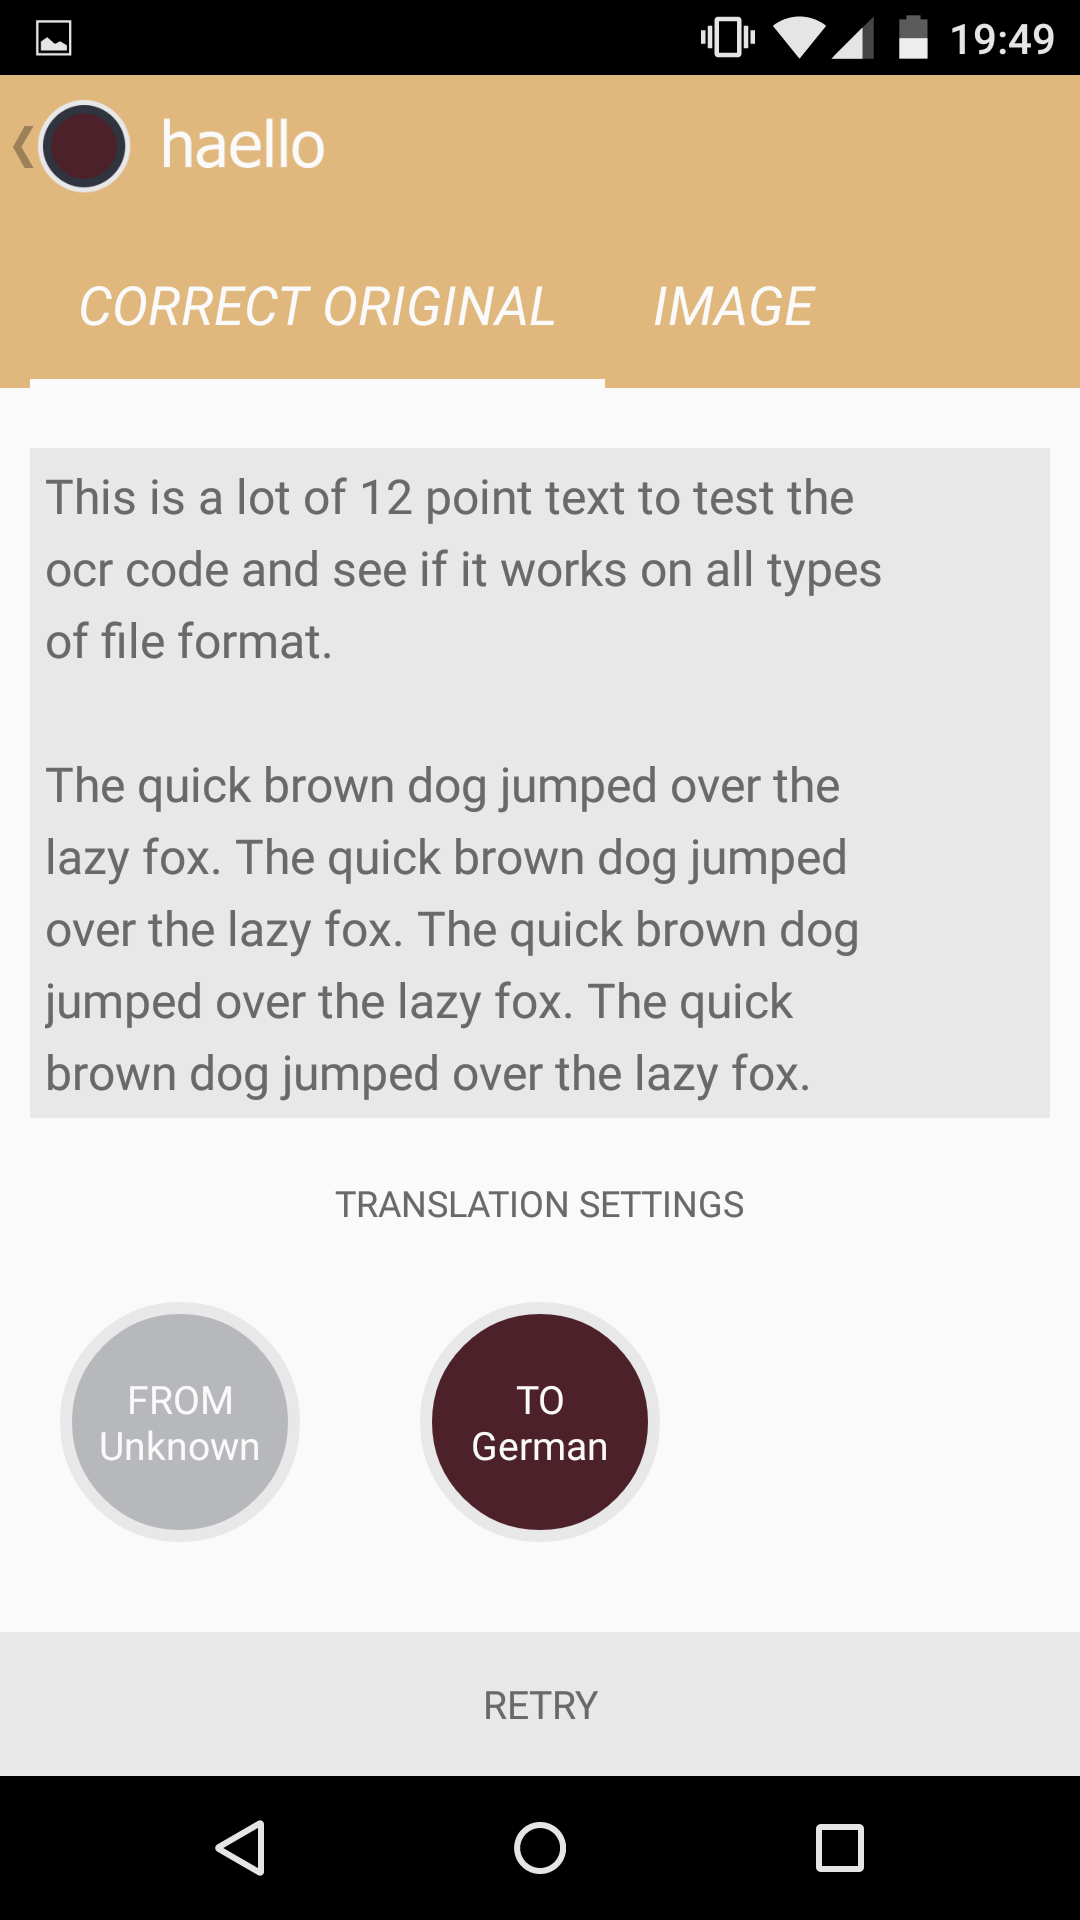 19:49
haello
CORRECT ORIGINAL IMAGE
This is a lot of 12 point text to test the
ocr code and see if it works on all types
of file format.
The quick brown dog jumped over the
lazy fox. The quick brown dog jumped
over the lazy fox. The quick brown dog
jumped over the lazy fox. The quick
brown dog jumped over the lazy fox.
TRANSLATION SETTINGS
FROM
Unknown
TO
German
RETRY